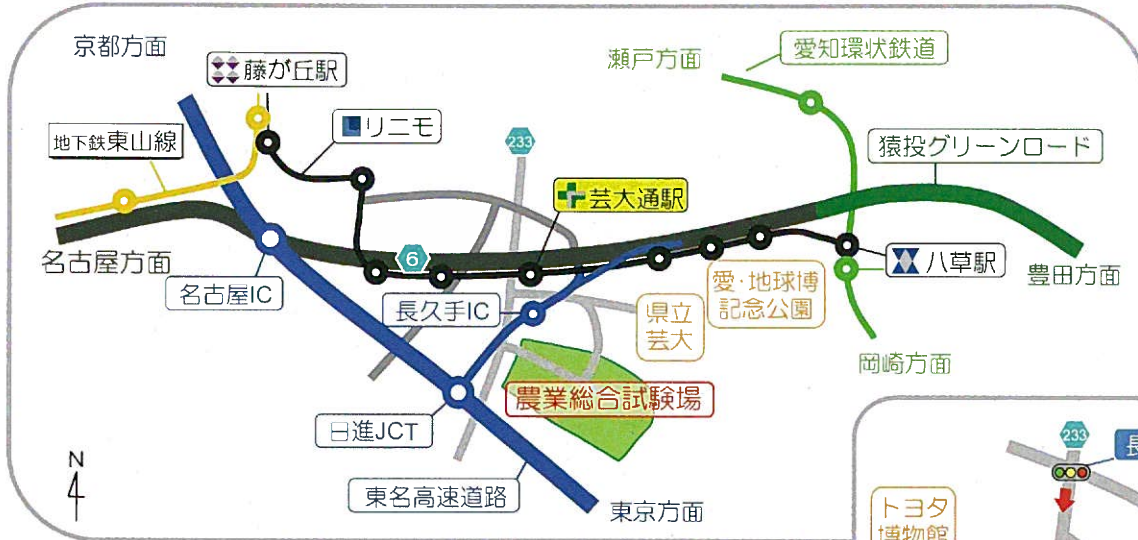 京都方面
藤が丘駅
瀬戸方面
愛知環状鉄道
地下鉄東山線
リニモ
233
猿投グリーンロード
芸大通駅
名古屋方面
6
八草駅
豊田方面
名古屋IC
長久手IC
愛・地球博
記念公園
県立
芸大
岡崎方面
農業総合試験場
日進JCT
東名高速道路
東京方面
N
233
長
トヨタ
博物館